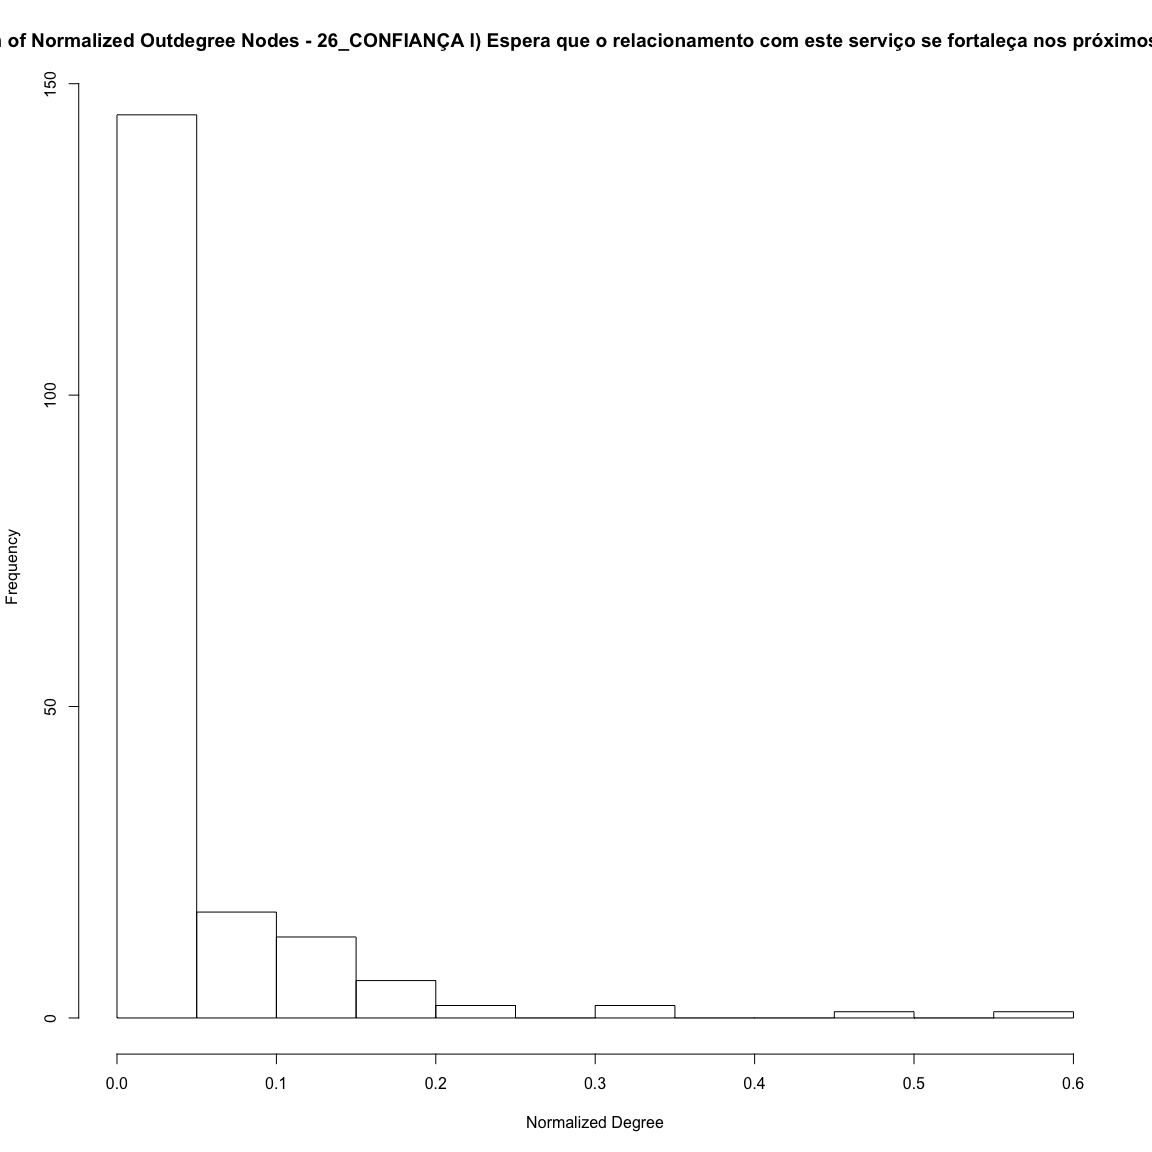 of Normalized Outdegree Nodes - 26_CONFIANÇA I) Espera que o relacionamento com este serviço se fortaleça nos próximos
150
100
50
0
Frequency
0.0 0.1 0.2 0.3 0.4 0.5 0.6
Normalized Degree